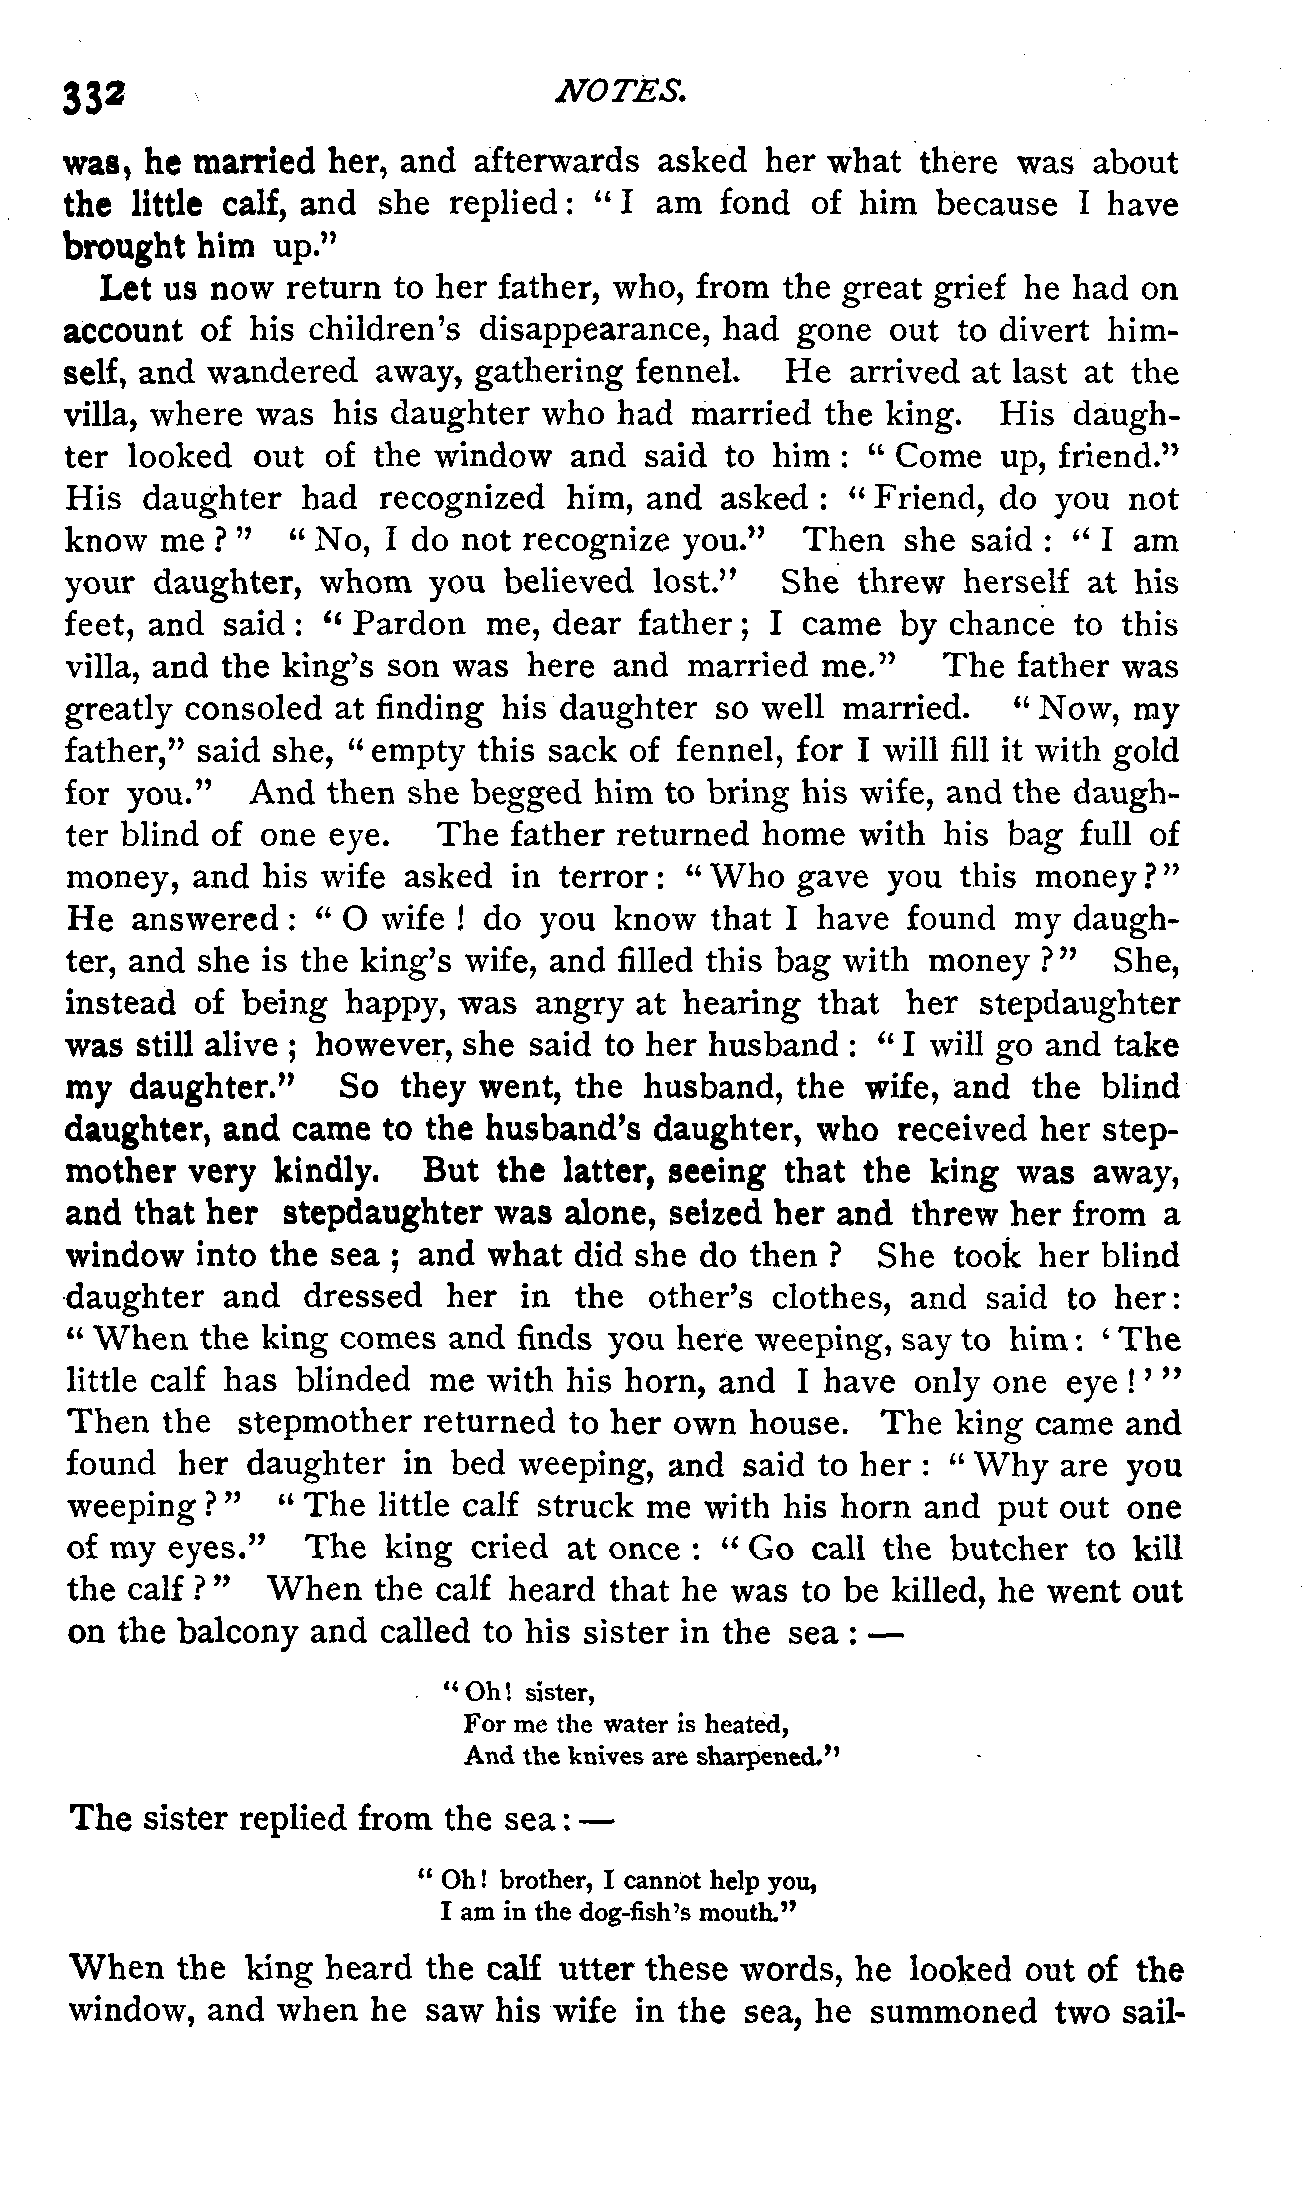 332 NOTES.
was, he married her, and afterwards asked her what there was about
the little calf, and she replied: "I am fond of him because I have
brought him up."
Let us now return to her father, who, from the great grief he had on
account of his children's disappearance, had gone out to divert him-
self, and wandered away, gathering fennel. He arrived at last at the
villa, where was his daughter who had married the king. His daugh-
ter looked out of the window and said to him: "Come up, friend."
His daughter had recognized him, and asked: "Friend, do you not
know me?" "No, I do not recognize you." Then she said: "I am
your daughter, whom you believed lost." She threw herself at his
feet, and said: "Pardon me, dear father; I came by chance to this
villa, and the king's son was here and married me." The father was
greatly consoled at finding his daughter so well married. "Now, my
father," said she, "empty this sack of fennel, for I will fill it with gold
for you." And then she begged him to bring his wife, and the daugh-
ter blind of one eye. The father returned home with his bag full of
money, and his wife asked in terror: "Who gave you this money?"
He answered: "O wife! do you know that I have found my daugh-
ter, and she is the king's wife, and filled this bag with money?" She,
instead of being happy, was angry at hearing that her stepdaughter
was still alive; however, she said to her husband: "I will go and take
my daughter." So they went, the husband, the wife, and the blind
daughter, and came to the husband's daughter, who received her step-
mother very kindly. But the latter, seeing that the king was away,
and that her stepdaughter was alone, seized her and threw her from a
window into the sea; and what did she do then? She took her blind
daughter and dressed her in the other's clothes, and said to her:
"When the king comes and finds you here weeping, say to him: 'The
little calf has blinded me with his horn, and I have only one eye!'"
Then the stepmother returned to her own house. The king came and
found her daughter in bed weeping, and said to her: "Why are you
weeping?" "The little calf struck me with his horn and put out one
of my eyes." The king cried at once: "Go call the butcher to kill
the calf?" When the calf heard that he was to be killed, he went out
on the balcony and called to his sister in the sea:—
"Oh! sister,
For me the water is heated,
And the knives are sharpened."
The sister replied from the sea:—
"Oh! brother, I cannot help you,
I am in the dog-fish's mouth."
When the king heard the calf utter these words, he looked out of the
window, and when he saw his wife in the sea, he summoned two sail-